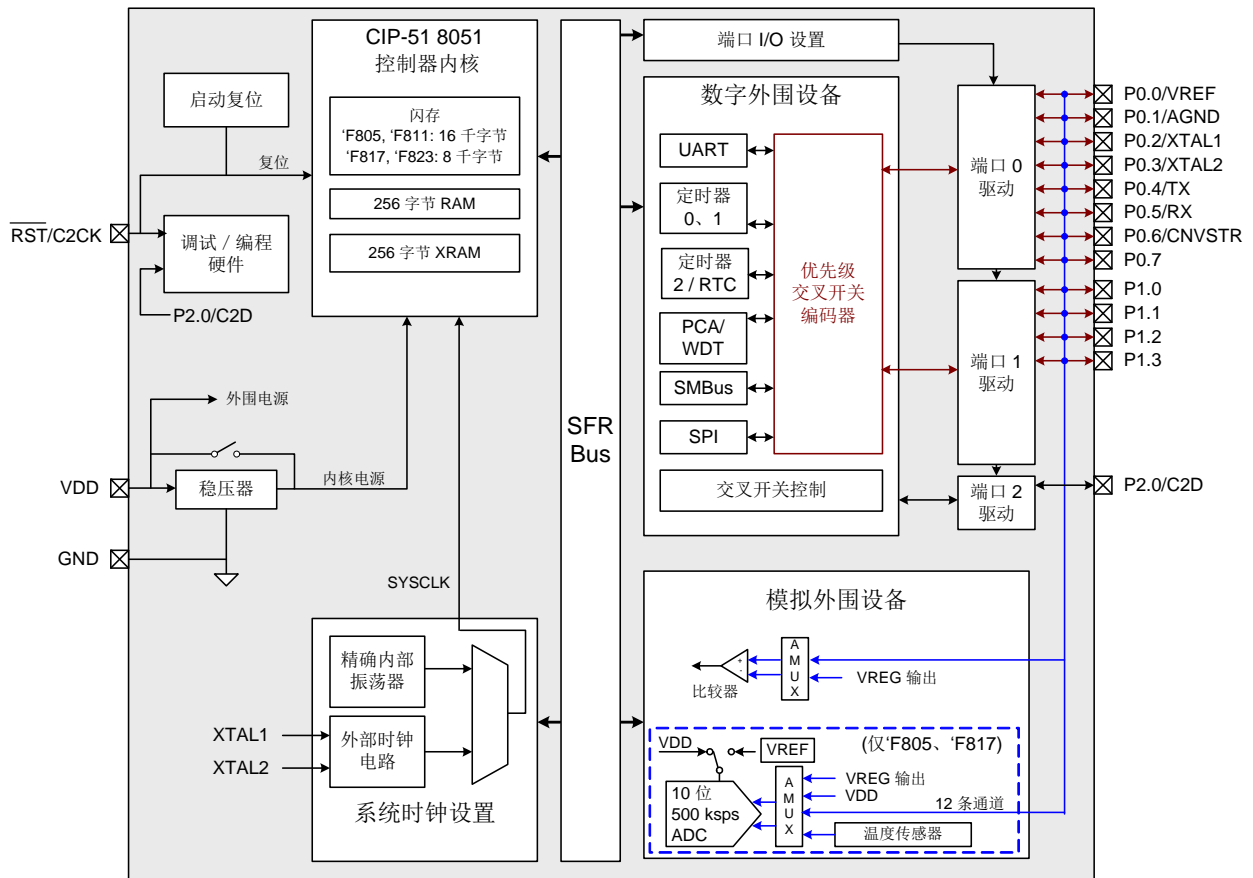 CIP-51 8051
控制器内核
闪存
‘F805, ‘F811: 16 千字节
‘F817, ‘F823: 8 千字节
256 字节 RAM
256 字节 XRAM
启动复位
复位
RST/C2CK
调试 / 编程
硬件
P2.0/C2D
外围电源
VDD
稳压器
内核电源
GND
SYSCLK
精确内部
振荡器
XTAL1
XTAL2
外部时钟
电路
系统时钟设置
SFR
Bus
端口 I/O 设置
数字外围设备
UART
定时器
0、1
定时器
2 / RTC
PCA/
WDT
SMBus
SPI
优先级
交叉开关
编码器
交叉开关控制
端口 0
驱动
端口 1
驱动
端口 2
驱动
P0.0/VREF
P0.1/AGND
P0.2/XTAL1
P0.3/XTAL2
P0.4/TX
P0.5/RX
P0.6/CNVSTR
P0.7
P1.0
P1.1
P1.2
P1.3
P2.0/C2D
模拟外围设备
+
-
比较器
AMUX
VREG 输出
(仅‘F805、‘F817)
VDD
VREF
10 位
500 ksps
ADC
AMUX
VREG 输出
VDD
12 条通道
温度传感器